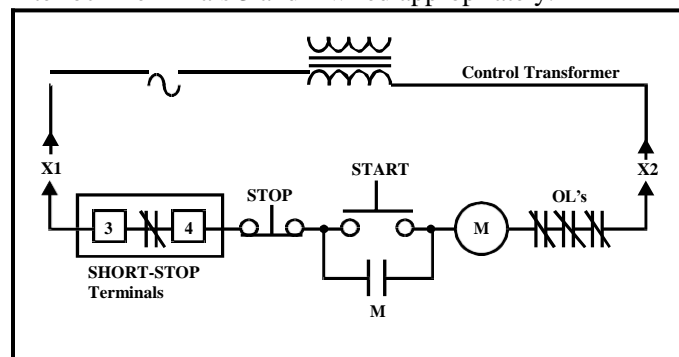 Control Transformer
X1
X2
START
STOP
OL's
3
4
M
SHORT-STOP
Terminals
M